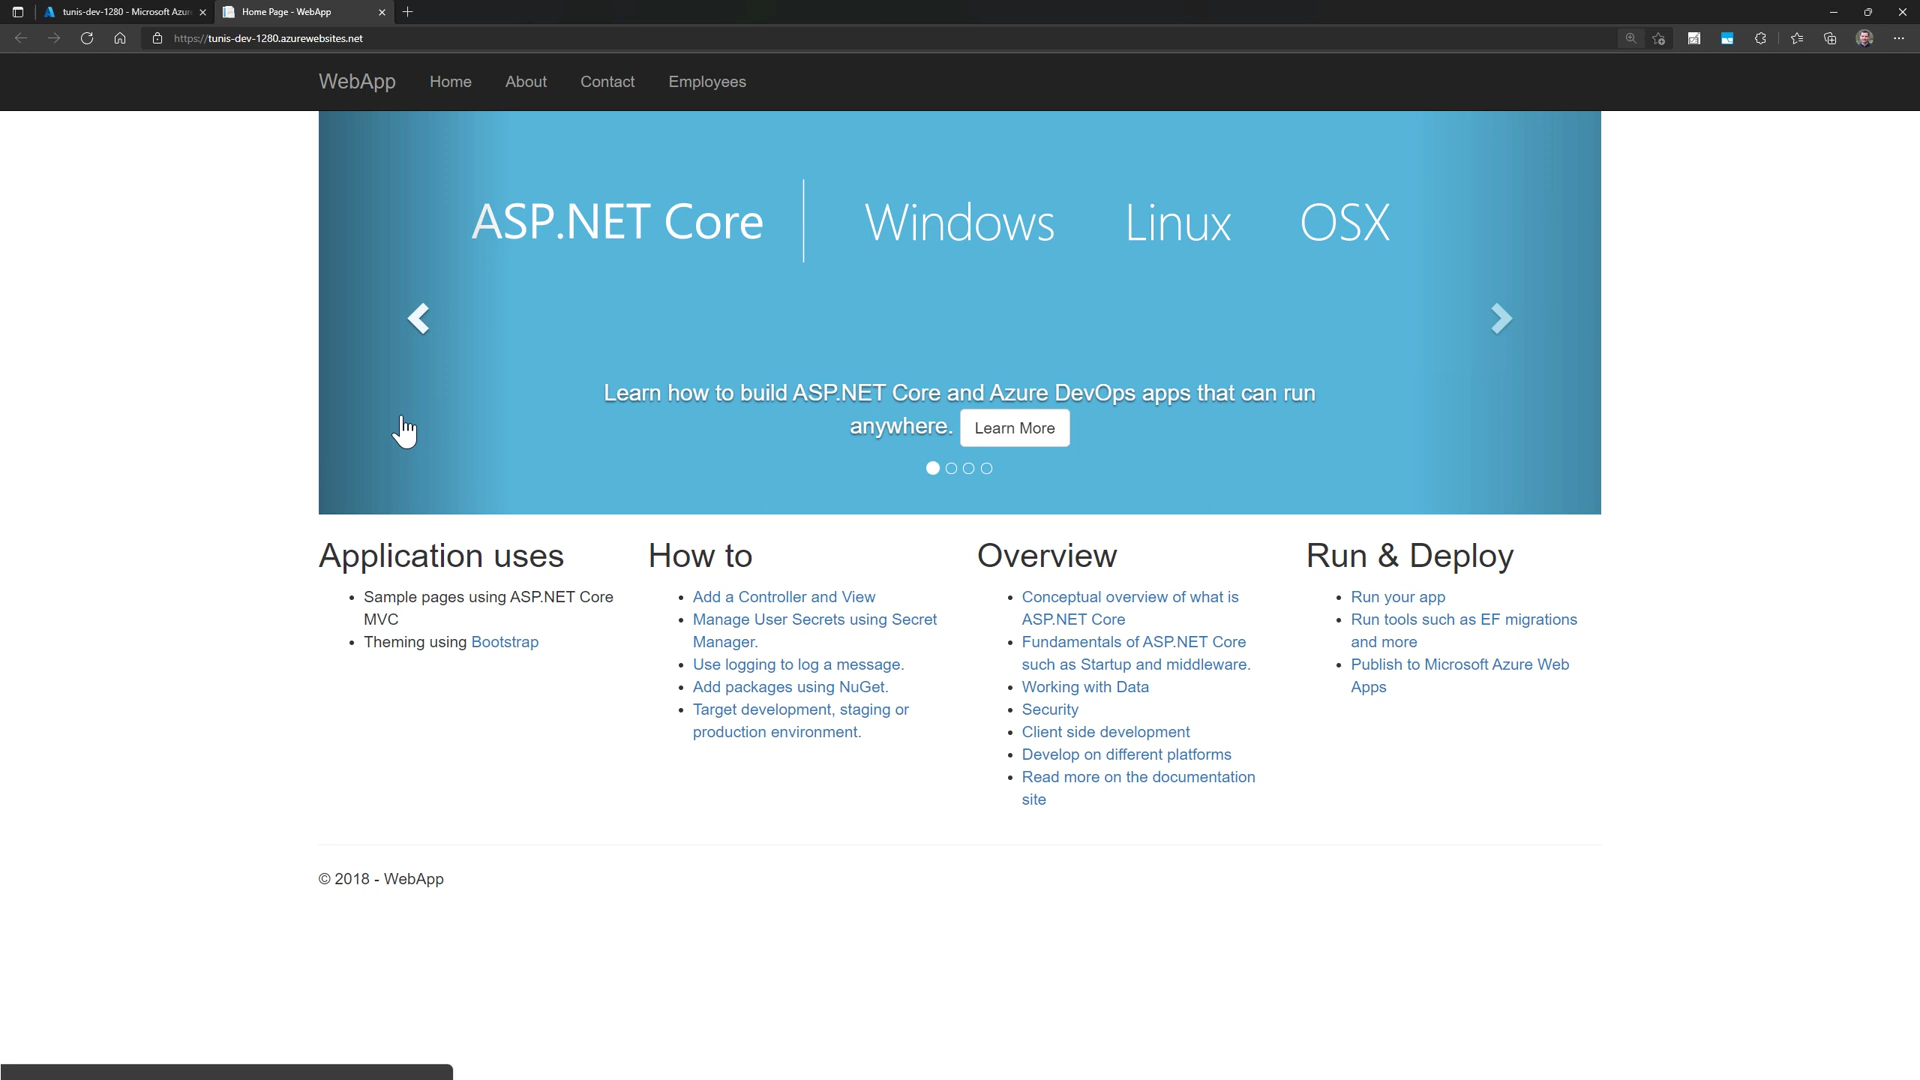 tunis-dev-1280 - Microsoft Azur
Home Page - WebApp
https://tunis-dev-1280.azurewebsites.net
WebApp
Home
About
Contact
Employees
ASP.NET Core
Windows
Linux
OSX
Learn how to build ASP.NET Core and Azure DevOps apps that can run
anywhere.
Learn More
Application uses
Sample pages using ASP.NET Core
MVC
Theming using Bootstrap
How to
Add a Controller and View
Manage User Secrets using Secret
Manager.
Use logging to log a message.
Add packages using NuGet.
Target development, staging or
production environment.
Overview
Conceptual overview of what is
ASP.NET Core
Fundamentals of ASP.NET Core
such as Startup and middleware.
Working with Data
Security
Client side development
Develop on different platforms
Read more on the documentation
site
Run & Deploy
Run your app
Run tools such as EF migrations
and more
Publish to Microsoft Azure Web
Apps
© 2018 - WebApp